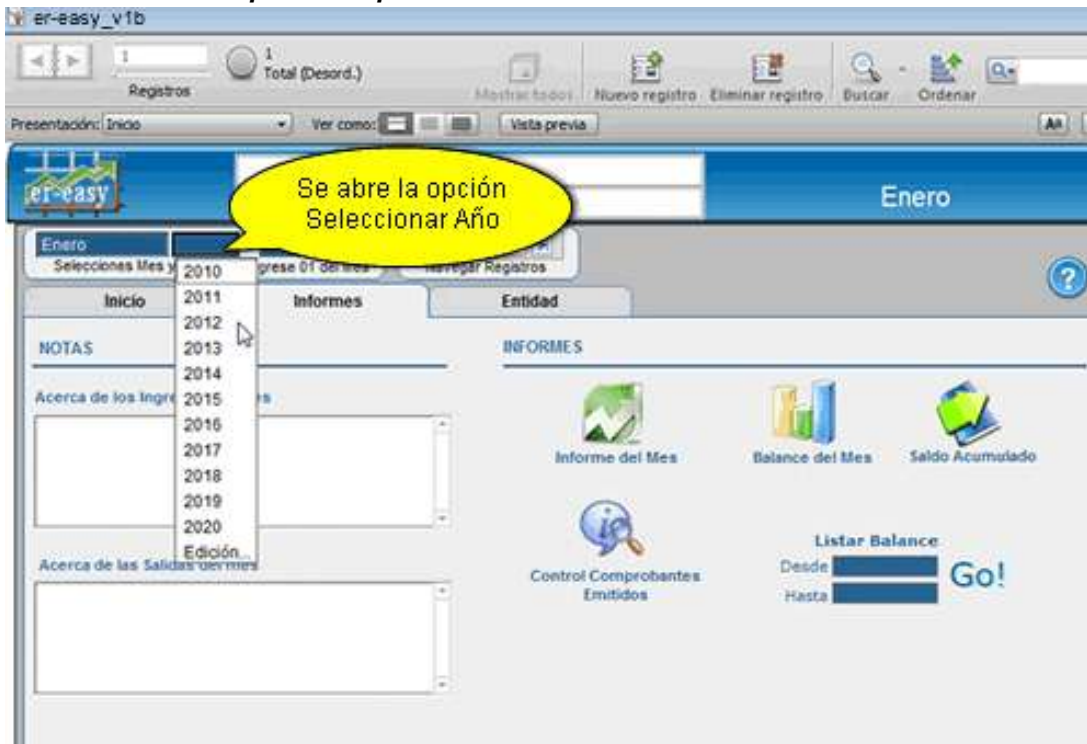 er-easy_v1b
1
Registros
1
Total (Desord.)
Mostrar todos
Nuevo registro
Eliminar registro
Buscar
Ordenar
Presentación: Inicio
Ver como:
Vista previa
Aa
er-easy
Se abre la opción
Seleccionar Año
Enero
Enero
Selecciones Mes y
grese 01 del mes
Navegar Registros
?
Inicio
Informes
Entidad
2010
2011
2012
2013
2014
2015
2016
2017
2018
2019
2020
Edición...
NOTAS
INFORMES
Acerca de los Ingre
s
Informe del Mes
Balance del Mes
Saldo Acumulado
Acerca de las Salidas del mes
Control Comprobantes
Emitidos
Listar Balance
Desde
Hasta
Go!